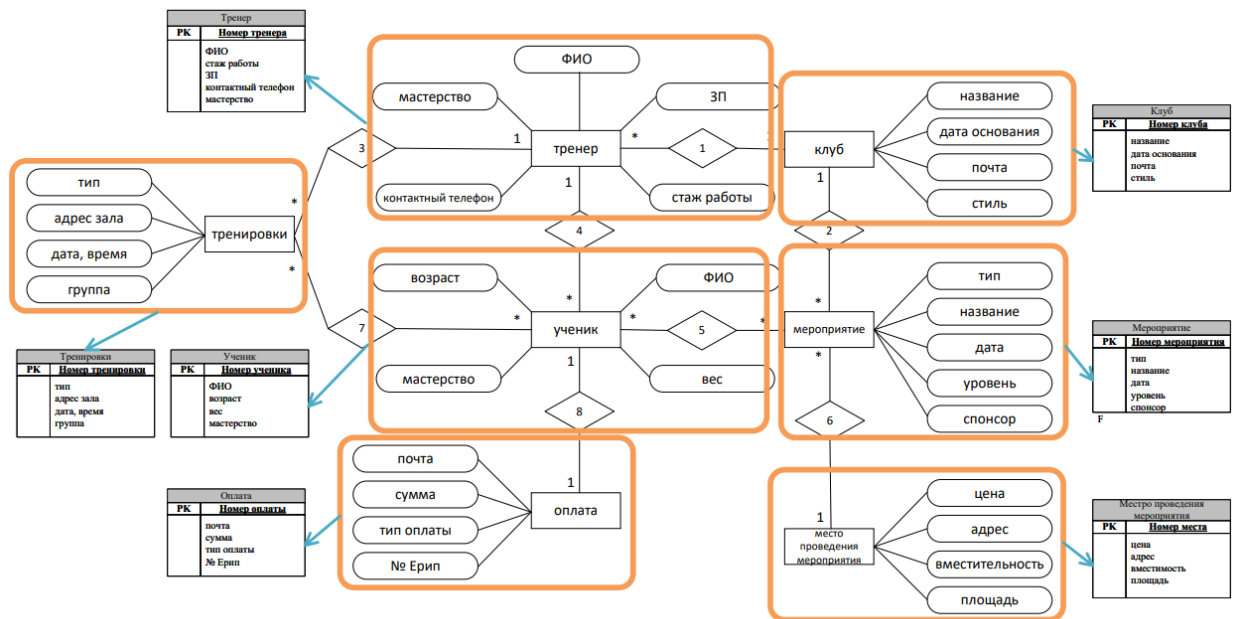 Тренер
PK Номер тренера
ФИО
стаж работы
ЗП
контактный телефон
мастерство
ФИО
мастерство
ЗП
1
*
3
тренер
1
клуб
1
контактный телефон
стаж работы
1
4
2
название
дата основания
почта
стиль
Клуб
PK Номер клуба
название
дата основания
почта
стиль
тип
адрес зала
дата, время
группа
тренировки
*
*
7
возраст
ФИО
*
*
*
*
*
ученик
5
мероприятие
мастерство
1
вес
*
8
6
тип
название
дата
уровень
спонсор
Мероприятие
PK Номер мероприятия
тип
название
дата
уровень
спонсор
F
Тренировки
PK Номер тренировки
тип
адрес зала
дата, время
группа
Ученик
PK Номер ученика
ФИО
возраст
вес
мастерство
почта
сумма
тип оплаты
№ Ерип
1
оплата
Оплата
PK Номер оплаты
почта
сумма
тип оплаты
№ Ерип
1
место
проведения
мероприятия
цена
адрес
вместительность
площадь
Местро проведения
мероприятия
PK Номер места
цена
адрес
вместимость
площадь